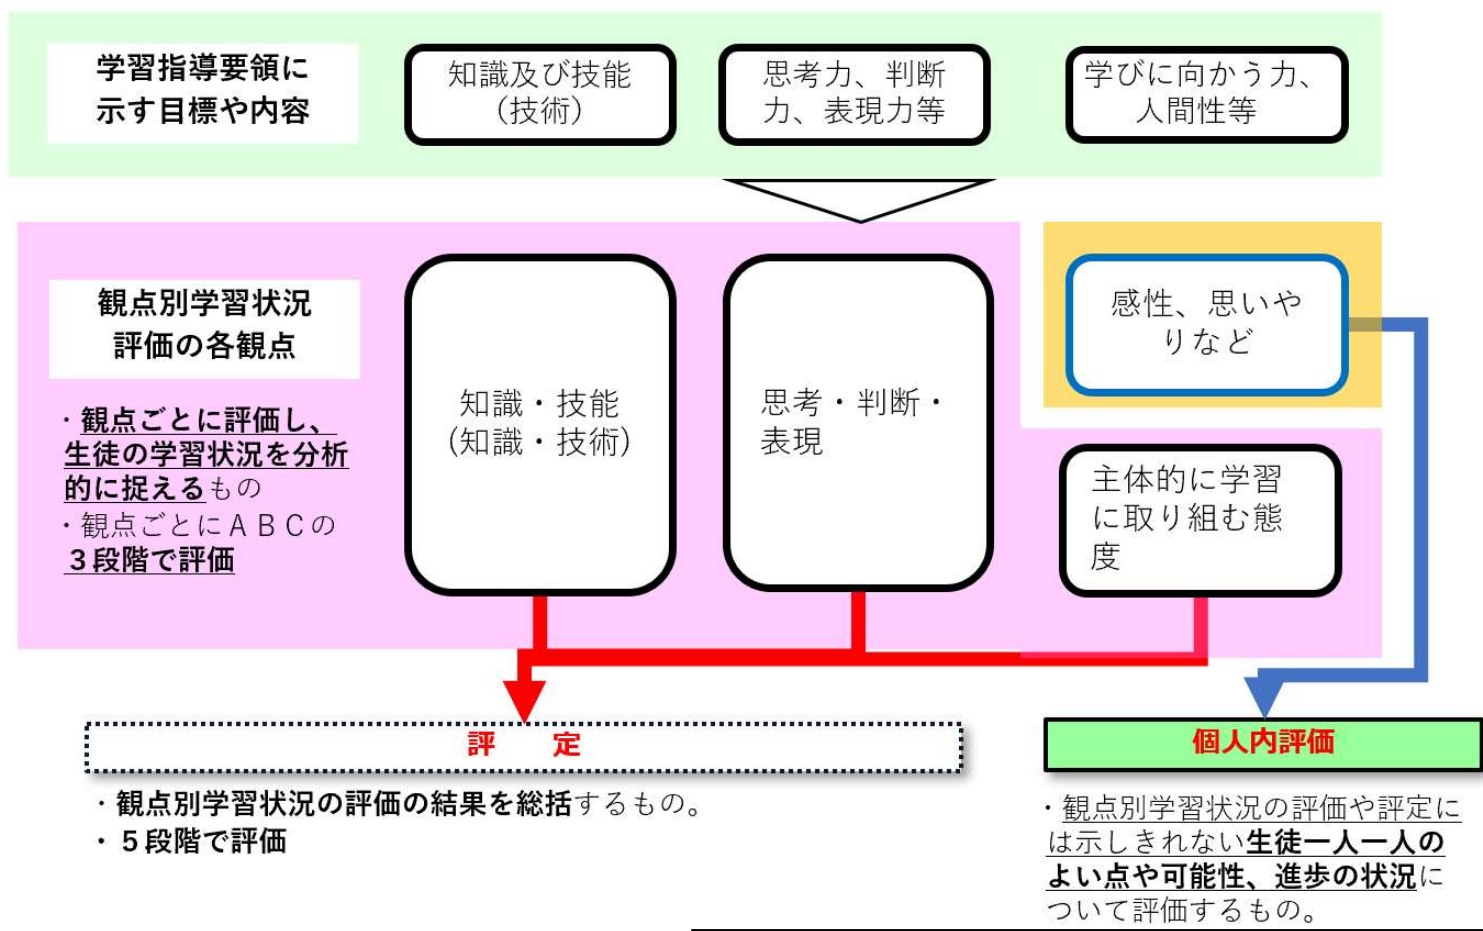 学習指導要領に
示す目標や内容
知識及び技能
(技術)
思考力、判断
力、表現力等
学びに向かう力、
人間性等
観点別学習状況
評価の各観点
・観点ごとに評価し、
生徒の学習状況を分析
的に捉えるもの
・観点ごとにＡＢＣの
３段階で評価
知識・技能
(知識・技術)
思考・判断・
表現
感性、思いや
りなど
主体的に学習
に取り組む態
度
評　定
・観点別学習状況の評価の結果を総括するもの。
・５段階で評価
個人内評価
・観点別学習状況の評価や評定に
は示しきれない生徒一人一人の
よい点や可能性、進歩の状況に
ついて評価するもの。